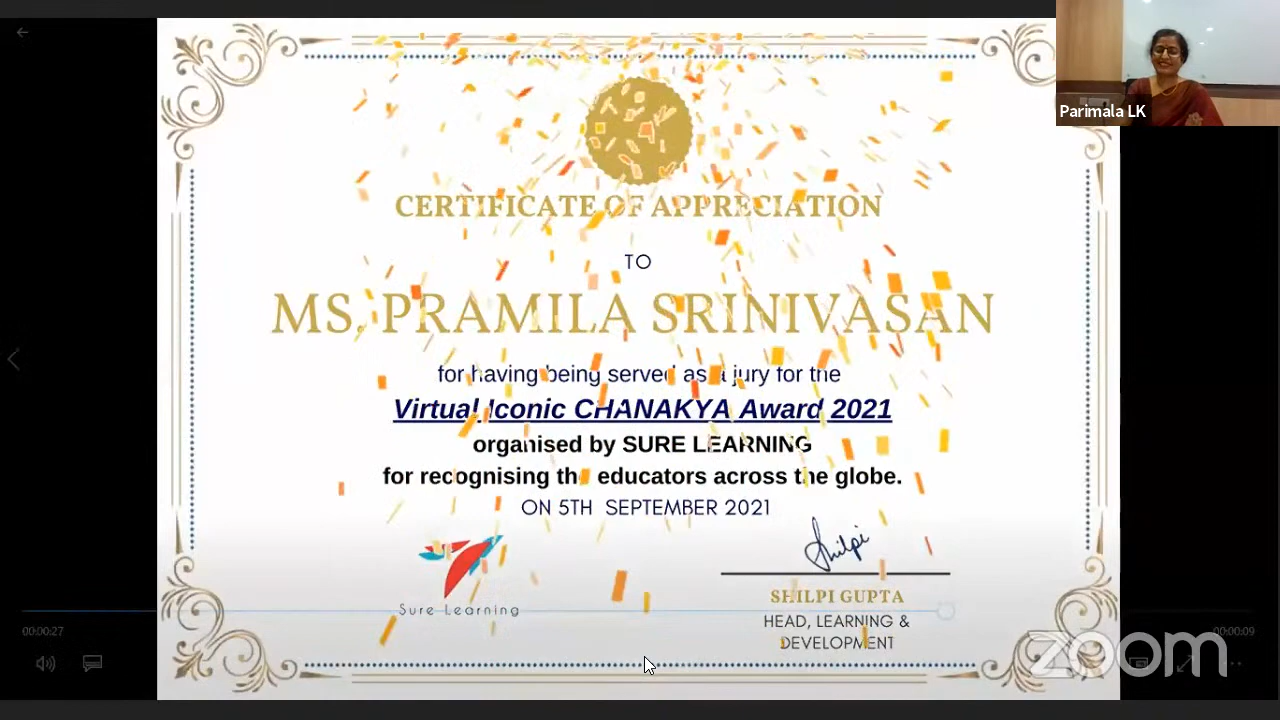 Parimala LK
CERTIFICATE OF APPRECIATION
TO
MS. PRAMILA SRINIVASAN
for having being served as a jury for the
Virtual Iconic CHANAKYA Award 2021
organised by SURE LEARNING
for recognising the educators across the globe.
ON 5TH SEPTEMBER 2021
Shilpi
Sure Learning
SHILPI GUPTA
HEAD, LEARNING &
DEVELOPMENT
00:00:27
00:00:09
zoom